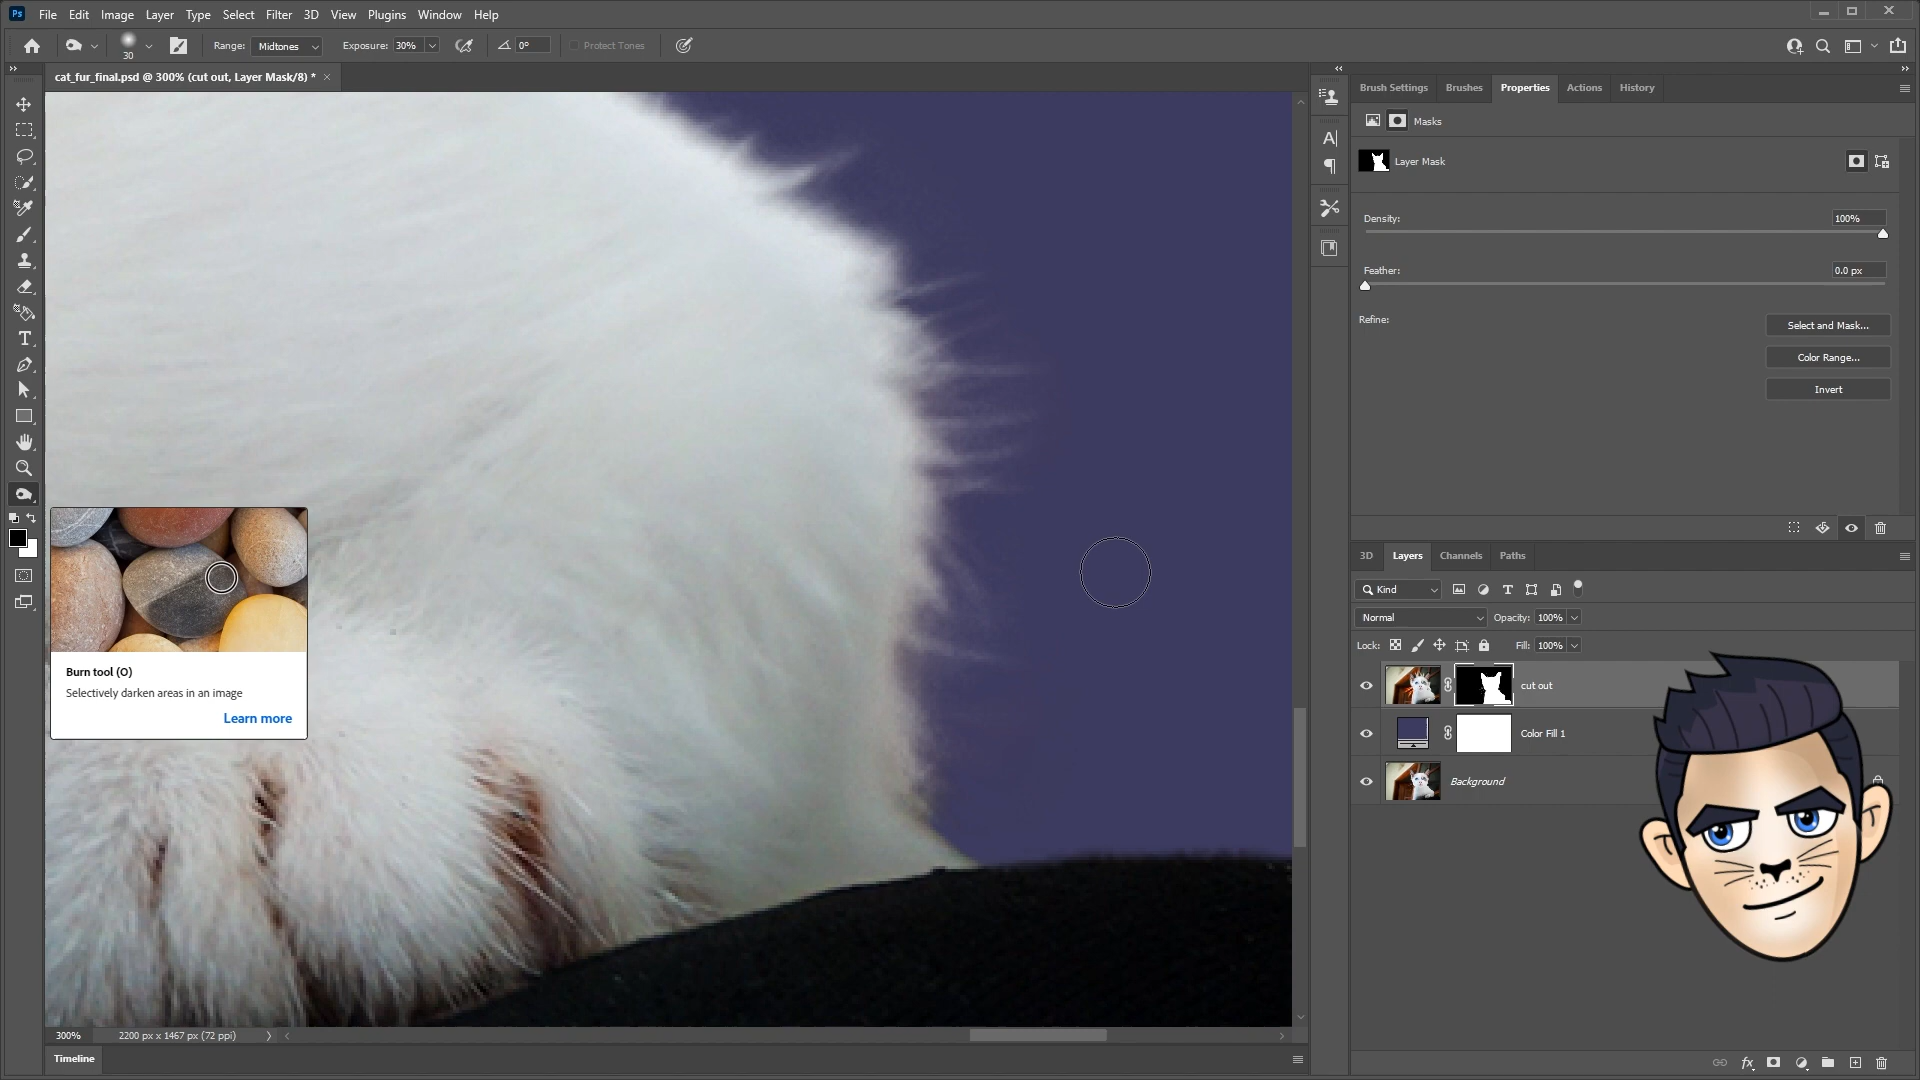 Ps File Edit Image Layer Type Select Filter 3D View Plugins Window Help
30 Range: Midtones Exposure: 30% 0° Protect Tones
cat_fur_final.psd @ 300% (cut out, Layer Mask/8) * ×
Brush Settings Brushes Properties Actions History
Masks
Layer Mask
Density: 100%
Feather: 0.0 px
Refine:
Select and Mask...
Color Range...
Invert
Burn tool (O)
Selectively darken areas in an image
Learn more
3D Layers Channels Paths
Kind
Normal Opacity: 100%
Lock: Fill: 100%
cut out
Color Fill 1
Background
300% 2200 px x 1467 px (72 ppi)
Timeline